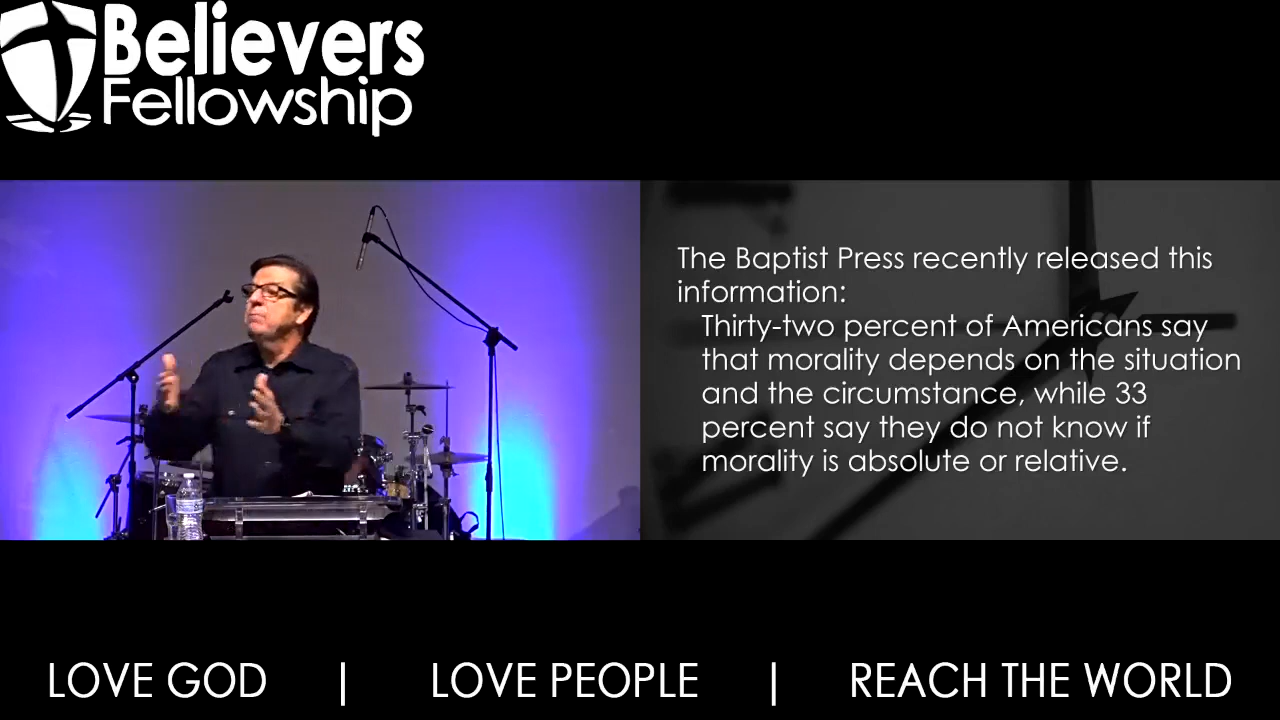 Believers
Fellowship
The Baptist Press recently released this
information:
Thirty-two percent of Americans say
that morality depends on the situation
and the circumstance, while 33
percent say they do not know if
morality is absolute or relative.
LOVE GOD | LOVE PEOPLE | REACH THE WORLD